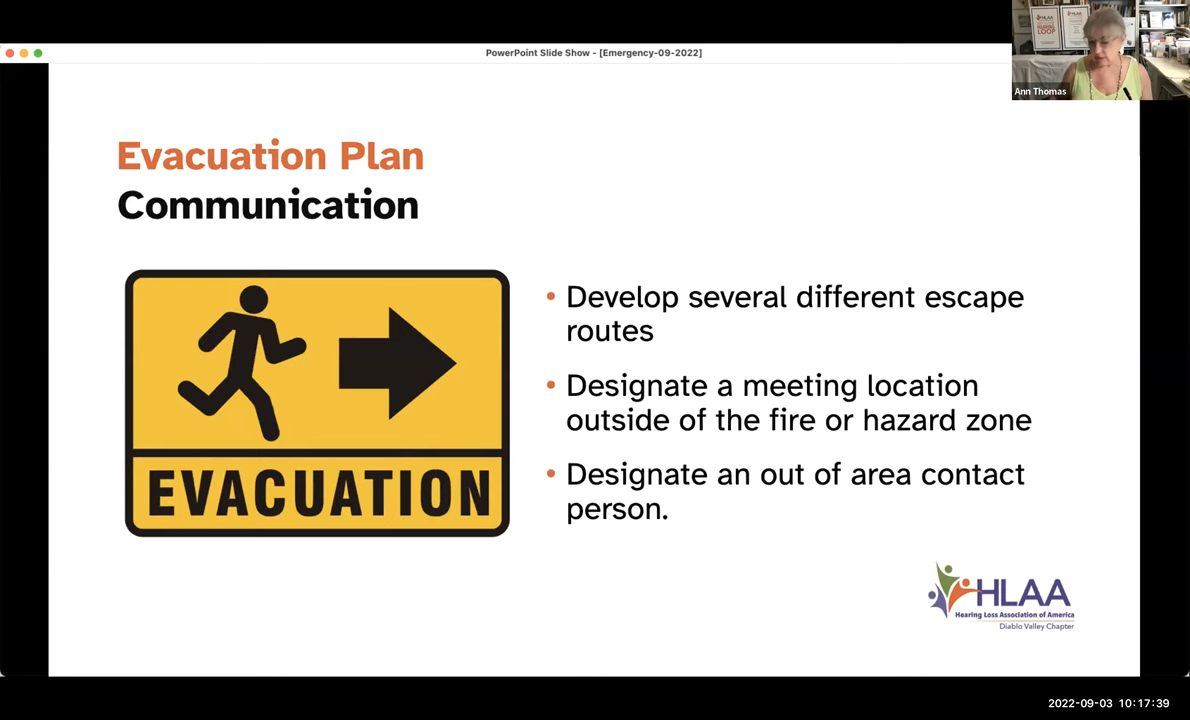 PowerPoint Slide Show - [Emergency-09-2022]
Ann Thomas
Evacuation Plan
Communication
EVACUATION
• Develop several different escape
routes
• Designate a meeting location
outside of the fire or hazard zone
• Designate an out of area contact
person.
HLAA
Hearing Loss Association of America
Diablo Valley Chapter
2022-09-03 10:17:39